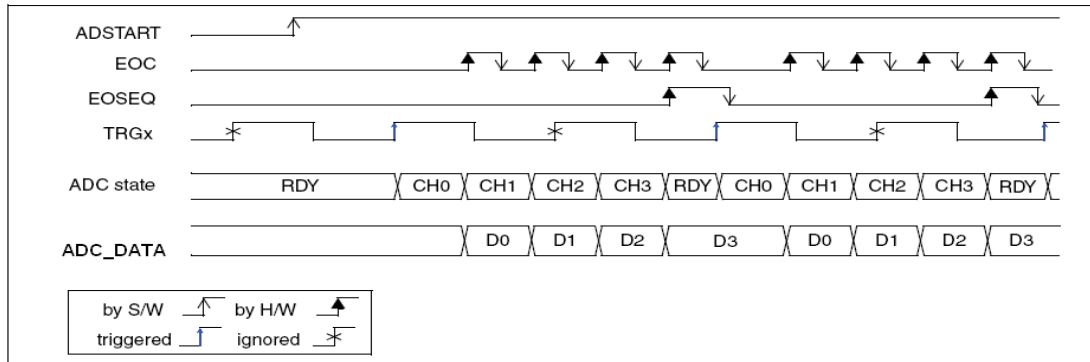 ADSTART
EOC
EOSEQ
TRGx
ADC state RDY CH0 CH1 CH2 CH3 RDY CH0 CH1 CH2 CH3 RDY
ADC_DATA D0 D1 D2 D3 D0 D1 D2 D3
by S/W by H/W
triggered ignored